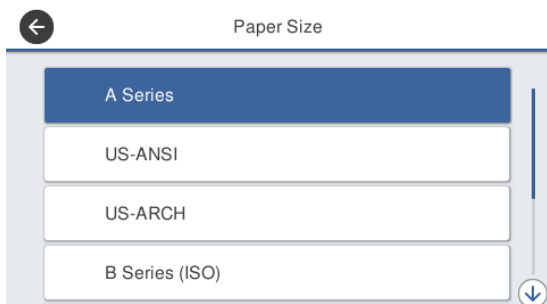 Paper Size
A Series
US-ANSI
US-ARCH
B Series (ISO)